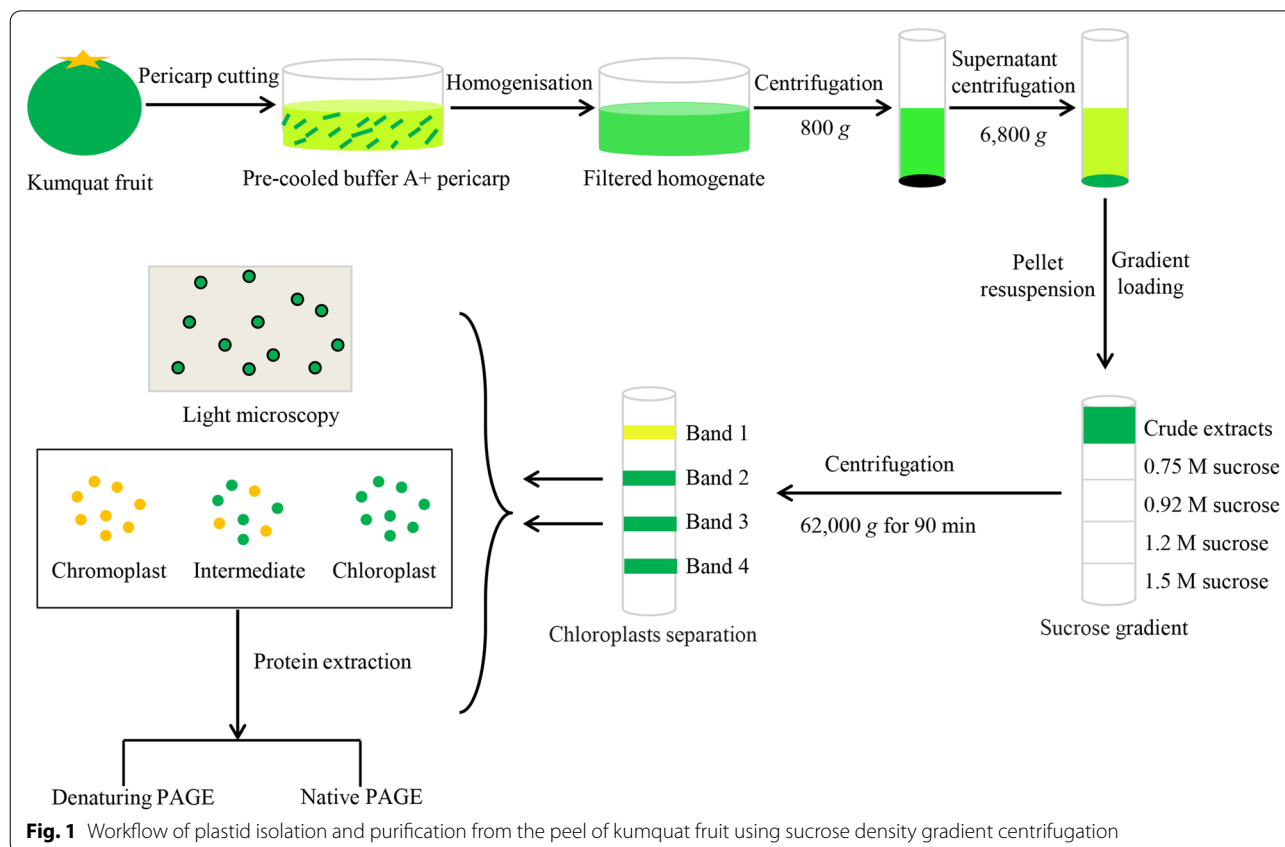 Pericarp cutting
Homogenisation
Centrifugation
800 g
Supernatant
centrifugation
6,800 g
Kumquat fruit
Pre-cooled buffer A+ pericarp
Filtered homogenate
Pellet
resuspension
Gradient
loading
Crude extracts
0.75 M sucrose
0.92 M sucrose
1.2 M sucrose
1.5 M sucrose
Sucrose gradient
Centrifugation
62,000 g for 90 min
Band 1
Band 2
Band 3
Band 4
Chloroplasts separation
Light microscopy
Chromoplast
Intermediate
Chloroplast
Protein extraction
Denaturing PAGE
Native PAGE
Fig. 1 Workflow of plastid isolation and purification from the peel of kumquat fruit using sucrose density gradient centrifugation